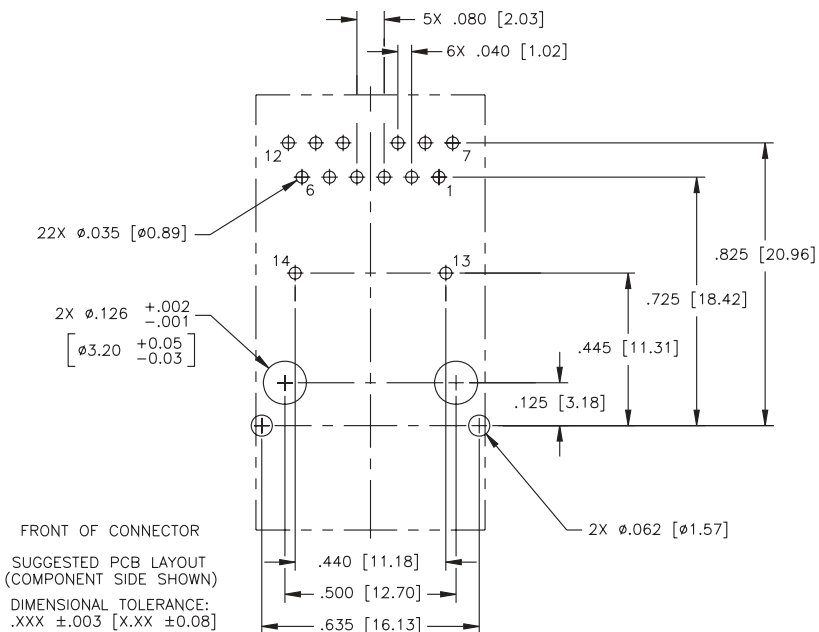 5X .080 [2.03]
6X .040 [1.02]
12
7
6
1
22X ø.035 [ø0.89]
.825 [20.96]
14
13
.725 [18.42]
2X ø.126 +.002 -.001
[ø3.20 +0.05 -0.03]
.445 [11.31]
.125 [3.18]
2X ø.062 [ø1.57]
FRONT OF CONNECTOR
SUGGESTED PCB LAYOUT
(COMPONENT SIDE SHOWN)
DIMENSIONAL TOLERANCE:
.XXX ±.003 [X.XX ±0.08]
.440 [11.18]
.500 [12.70]
.635 [16.13]